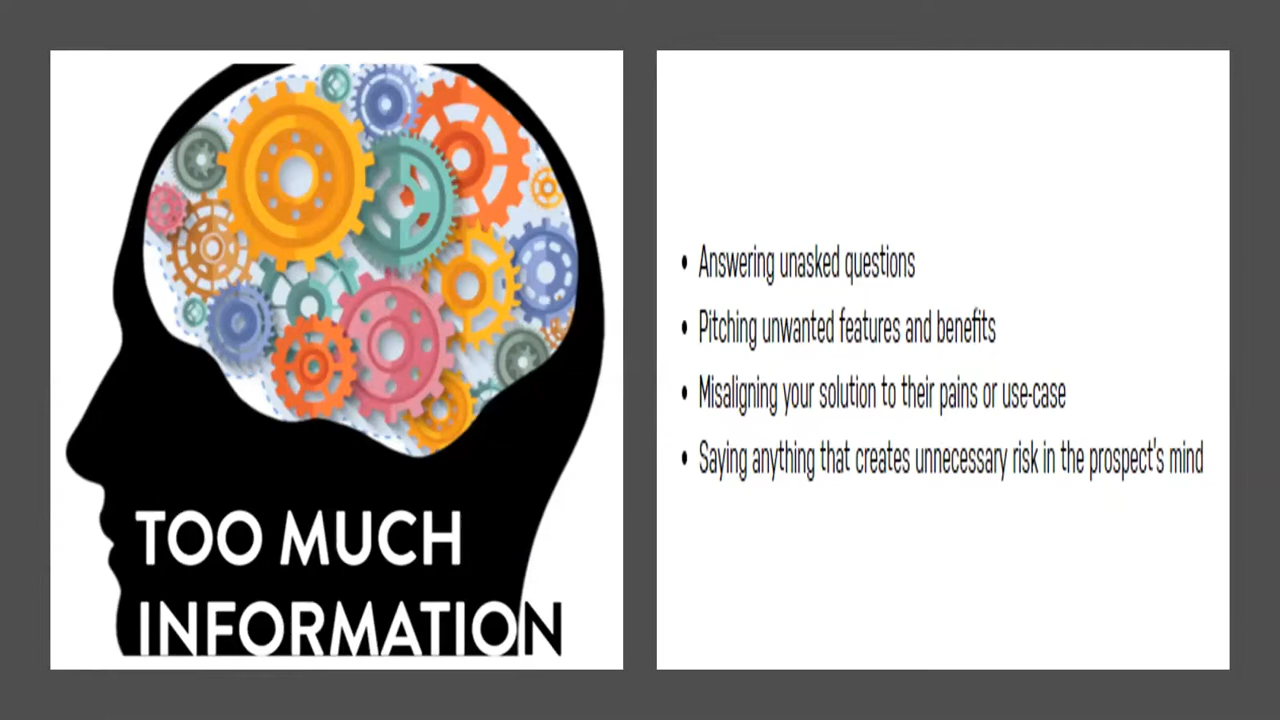 TOO MUCH
INFORMATION
• Answering unasked questions
• Pitching unwanted features and benefits
• Misaligning your solution to their pains or use-case
• Saying anything that creates unnecessary risk in the prospect's mind